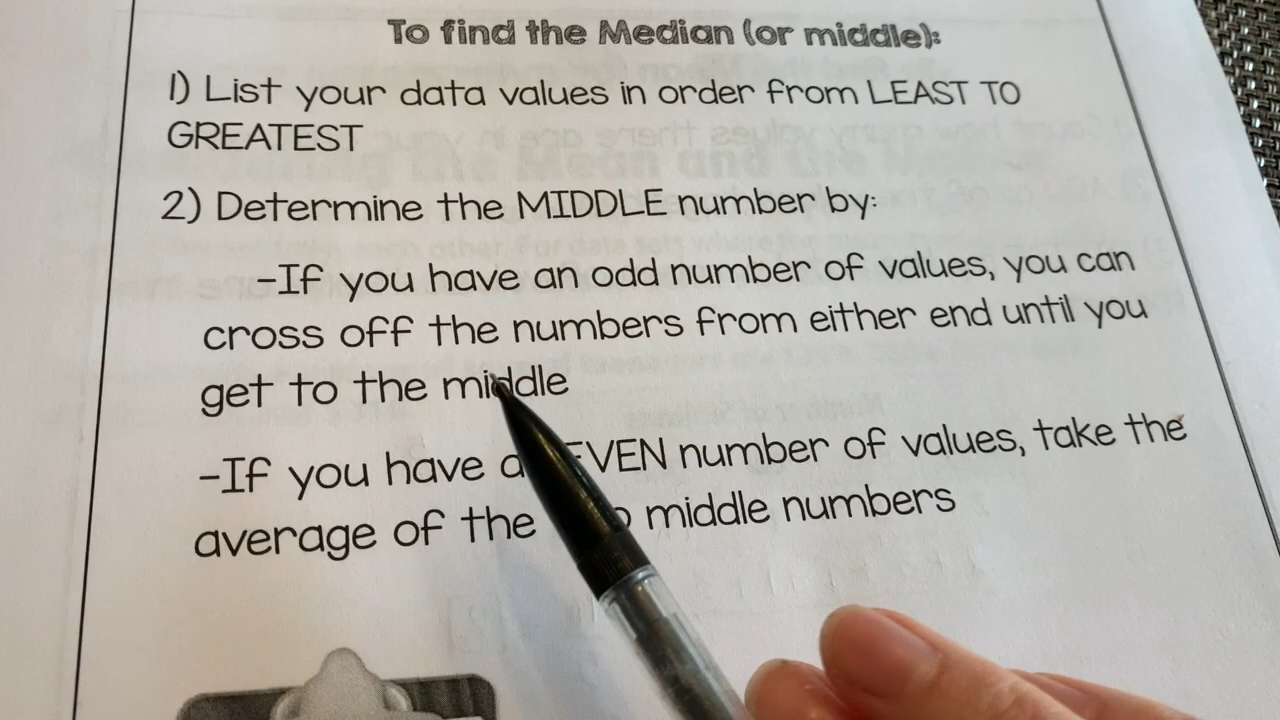 To find the Median (or middle):
1) List your data values in order from LEAST TO
GREATEST
2) Determine the MIDDLE number by:
-If you have an odd number of values, you can
cross off the numbers from either end until you
get to the middle
-If you have EVEN number of values, take the
average of the middle numbers